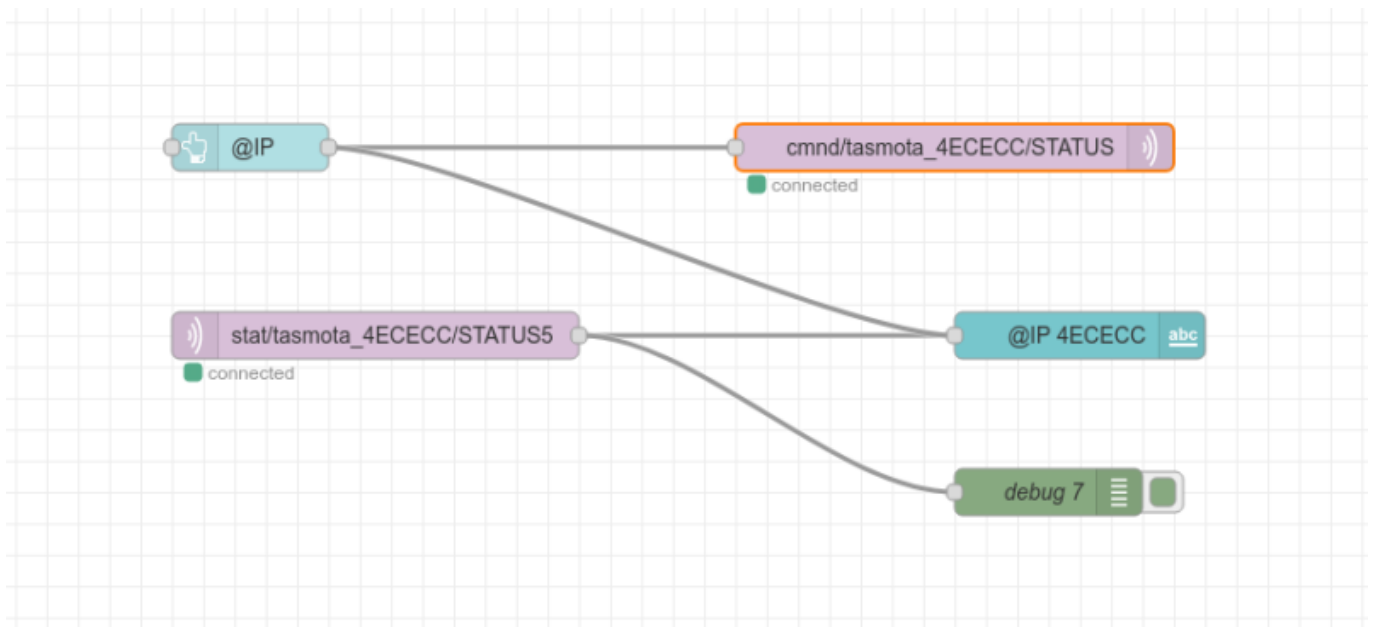 @IP
cmnd/tasmota_4ECECC/STATUS
connected
stat/tasmota_4ECECC/STATUS5
connected
@IP 4ECECC
abc
debug 7